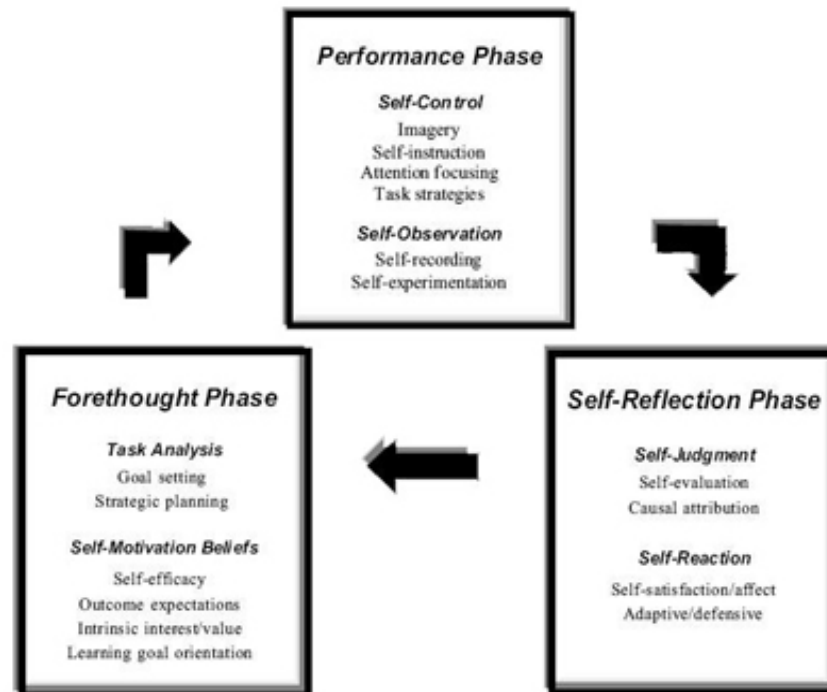 Performance Phase
Self-Control
Imagery
Self-instruction
Attention focusing
Task strategies
Self-Observation
Self-recording
Self-experimentation
Forethought Phase
Task Analysis
Goal setting
Strategic planning
Self-Motivation Beliefs
Self-efficacy
Outcome expectations
Intrinsic interest/value
Learning goal orientation
Self-Reflection Phase
Self-Judgment
Self-evaluation
Causal attribution
Self-Reaction
Self-satisfaction/affect
Adaptive/defensive